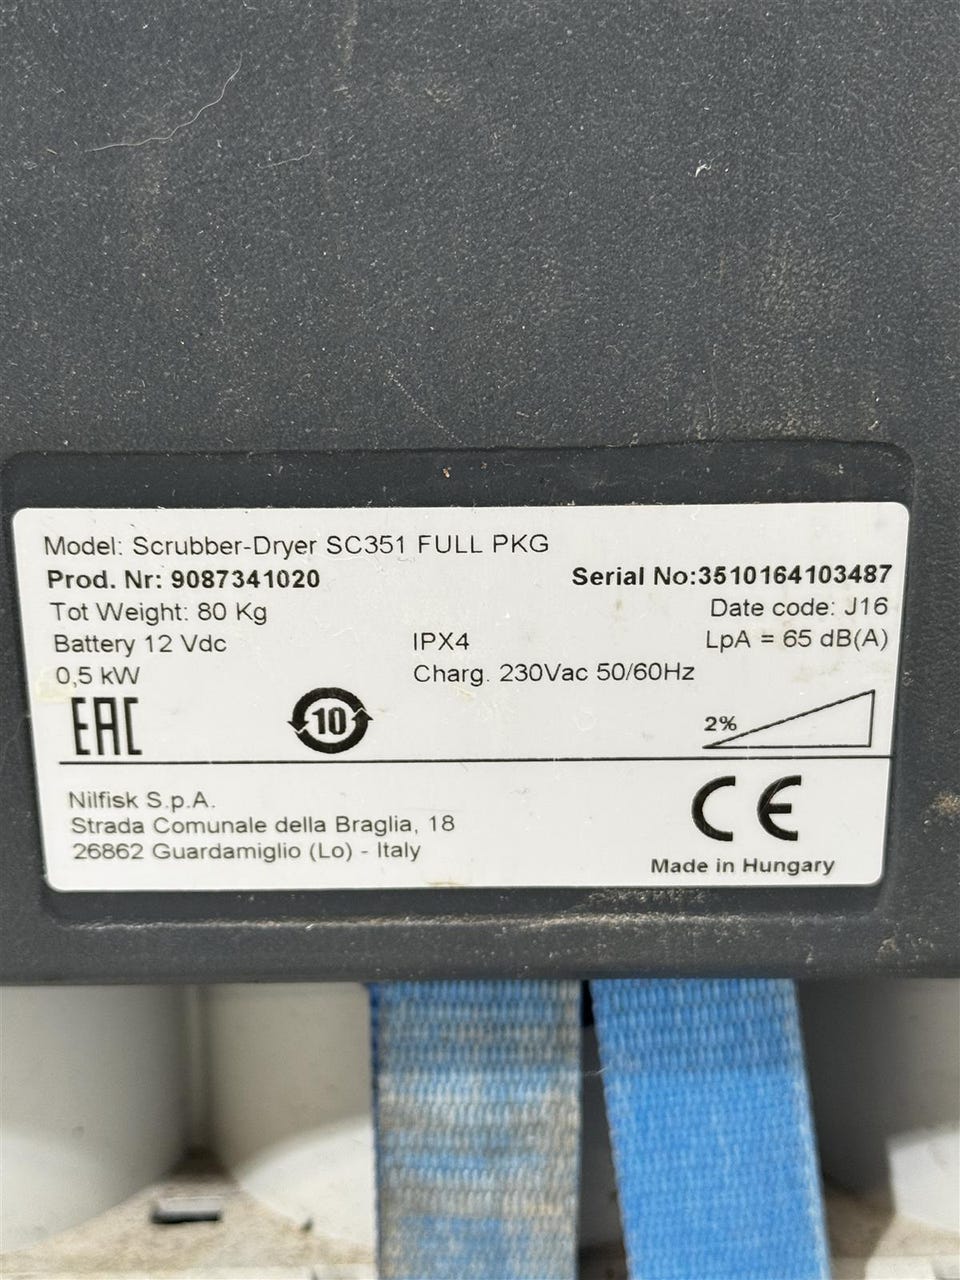 Model: Scrubber-Dryer SC351 FULL PKG
Prod. Nr: 9087341020 Serial No:3510164103487
Tot Weight: 80 Kg Date code: J16
Battery 12 Vdc IPX4 LpA = 65 dB(A)
0,5 kW Charg. 230Vac 50/60Hz
EAC 10 2%
Nilfisk S.p.A.
Strada Comunale della Braglia, 18
26862 Guardamiglio (Lo) - Italy
CE
Made in Hungary